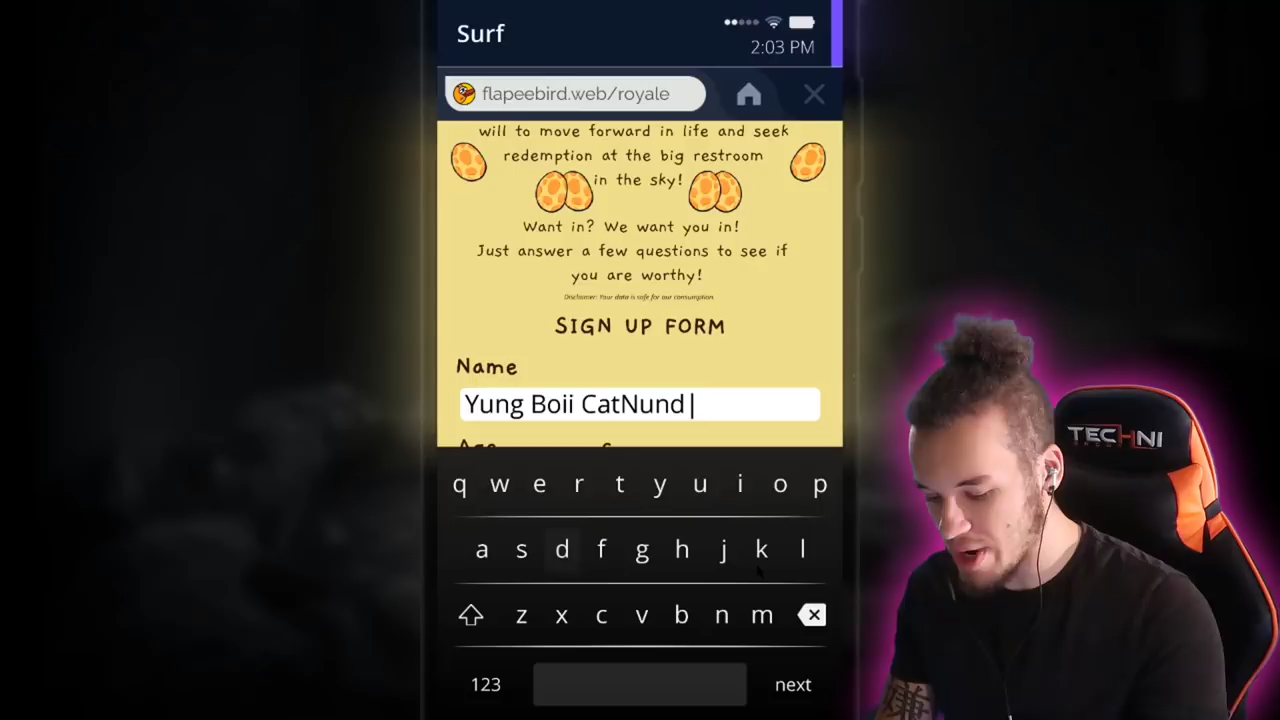 Surf
2:03 PM
flapeebird.web/royale
will to move forward in life and seek
redemption at the big restroom
in the sky!
Want in? We want you in!
Just answer a few questions to see if
you are worthy!
Disclaimer: Your data is safe for our consumption.
SIGN UP FORM
Name
Yung Boii CatNund
q w e r t y u i o p
a s d f g h j k l
z x c v b n m
123 next
TECHNI